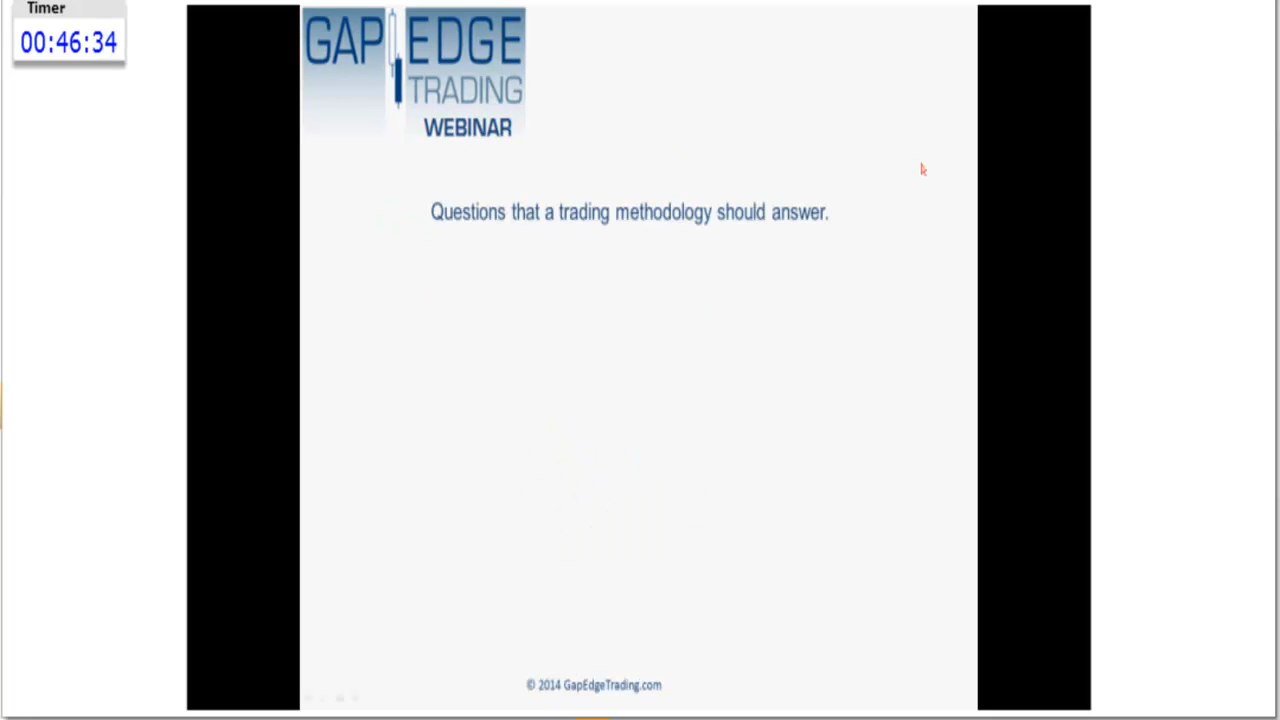 Timer
00:46:34
GAP EDGE
TRADING
WEBINAR
Questions that a trading methodology should answer.
© 2014 GapEdgeTrading.com